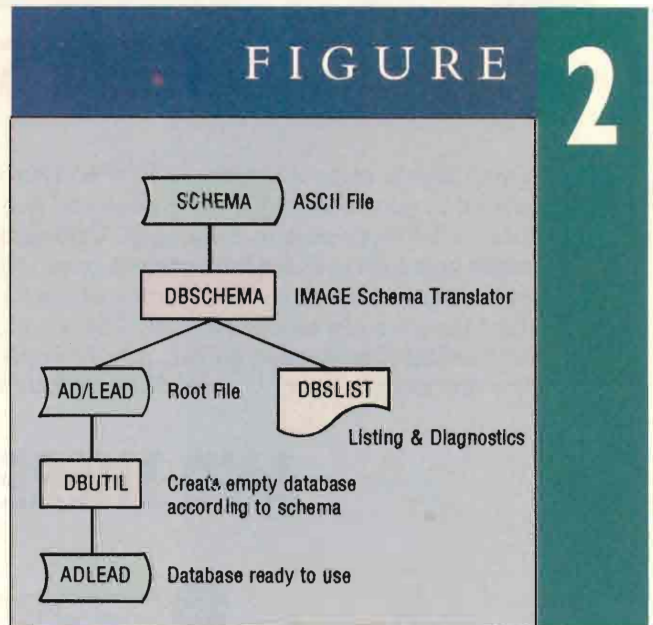 FIGURE 2
SCHEMA ASCII File
DBSCHEMA IMAGE Schema Translator
AD/LEAD Root File DBSLIST
Listing & Diagnostics
DBUTIL Create empty database
according to schema
ADLEAD Database ready to use